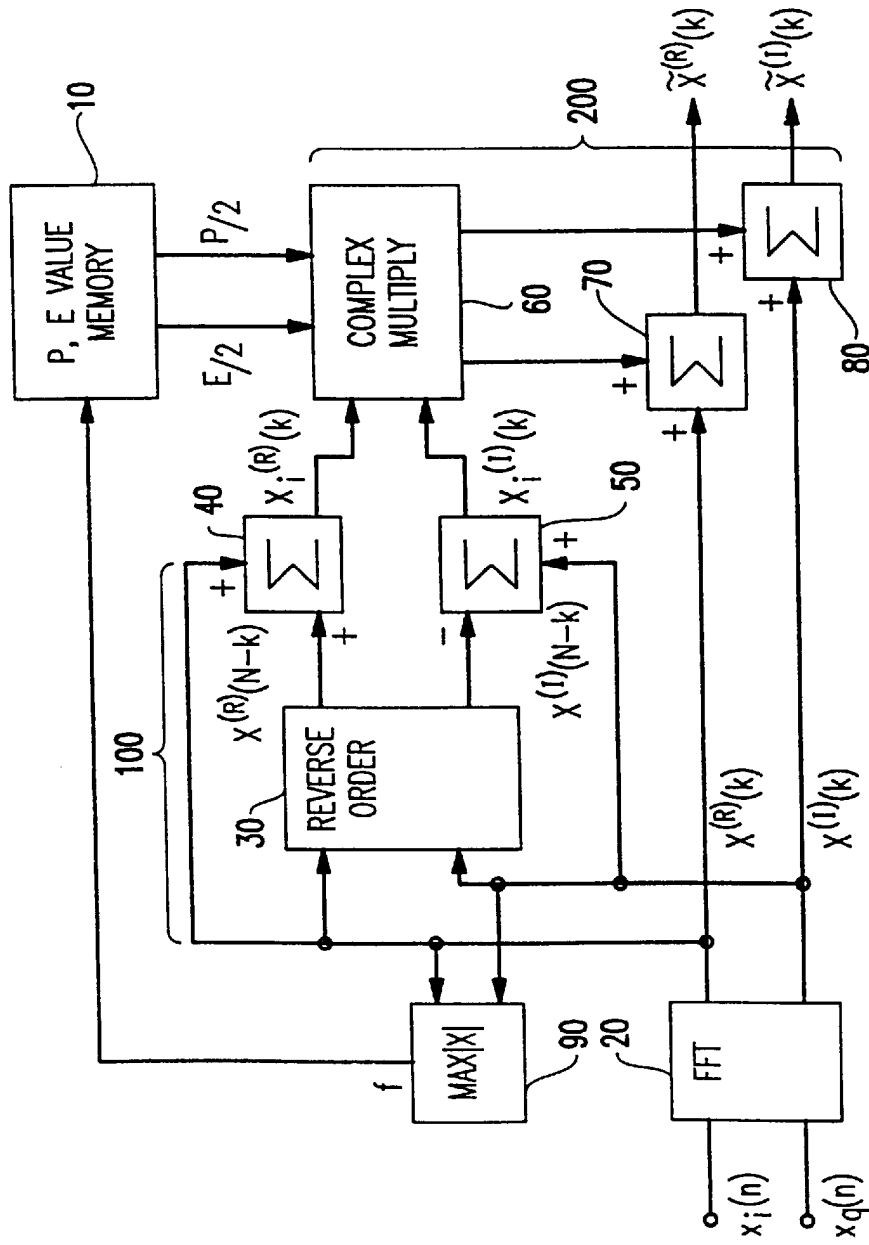 10
P, E VALUE
MEMORY
E/2
P/2
200
COMPLEX
MULTIPLY
60
X̃^(R)(k)
X̃^(I)(k)
70
Σ
+
+
80
Σ
+
+
100
40
Σ
+
+
X_i^(R)(k)
50
Σ
-
+
X_i^(I)(k)
X^(R)(N-k)
X^(I)(N-k)
30
REVERSE
ORDER
X^(R)(k)
X^(I)(k)
f
MAX|X|
90
20
FFT
x_i(n)
x_q(n)